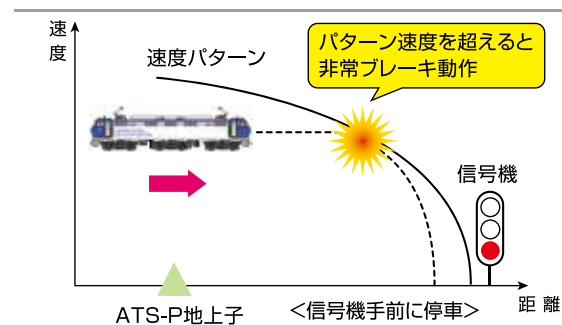 速度
パターン速度を超えると
非常ブレーキ動作
速度パターン
信号機
ATS-P地上子
<信号機手前に停車>
距離